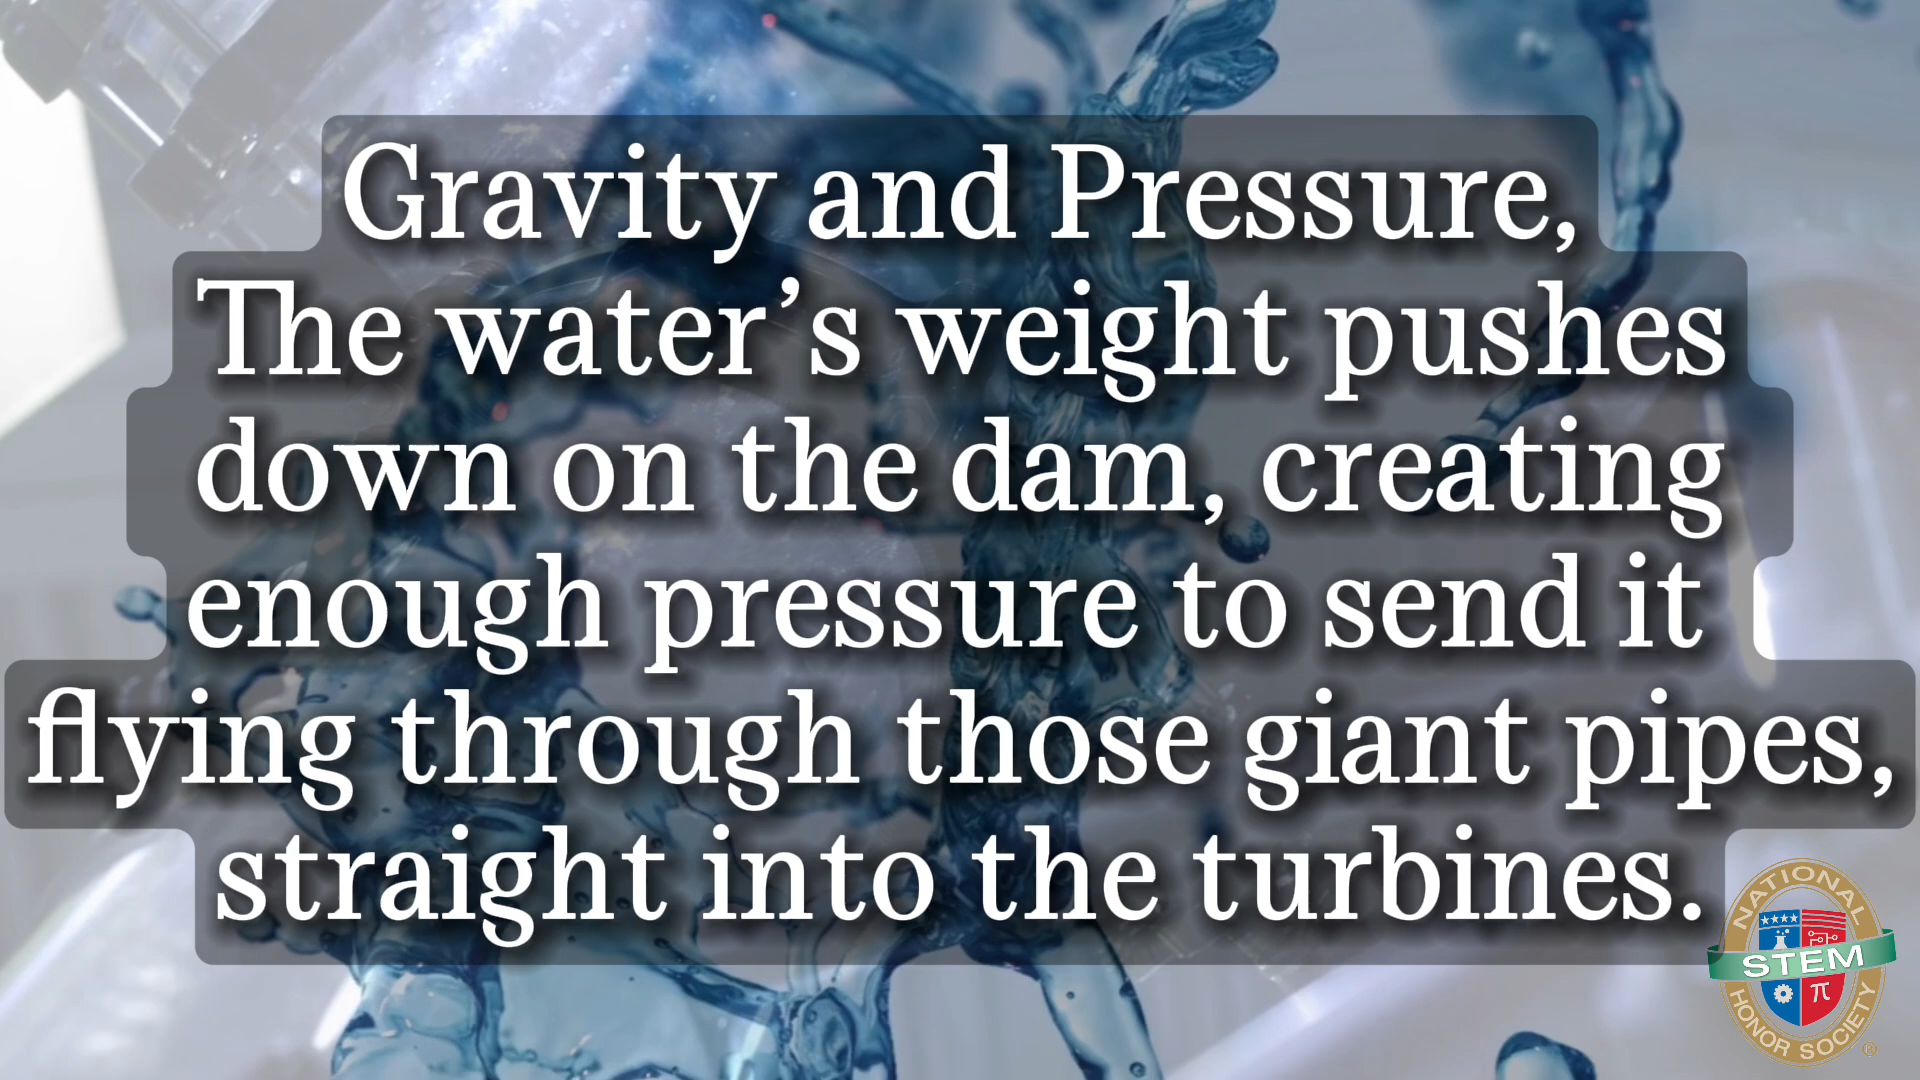 Gravity and Pressure,
The water’s weight pushes
down on the dam, creating
enough pressure to send it
flying through those giant pipes,
straight into the turbines.
NATIONAL
STEM
π
HONOR SOCIETY
®